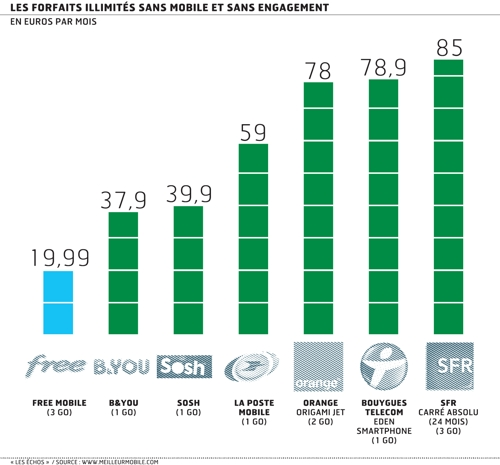 LES FORFAITS ILLIMITÉS SANS MOBILE ET SANS ENGAGEMENT
EN EUROS PAR MOIS
19,99
37,9
39,9
59
78
78,9
85
free
B&YOU
Sosh
orange
SFR
FREE MOBILE
(3 GO)
B&YOU
(1 GO)
SOSH
(1 GO)
LA POSTE
MOBILE
(1 GO)
ORANGE
ORIGAMI JET
(2 GO)
BOUYGUES
TELECOM
EDEN
SMARTPHONE
(1 GO)
SFR
CARRÉ ABSOLU
(24 MOIS)
(3 GO)
« LES ÉCHOS » / SOURCE : WWW.MEILLEURMOBILE.COM